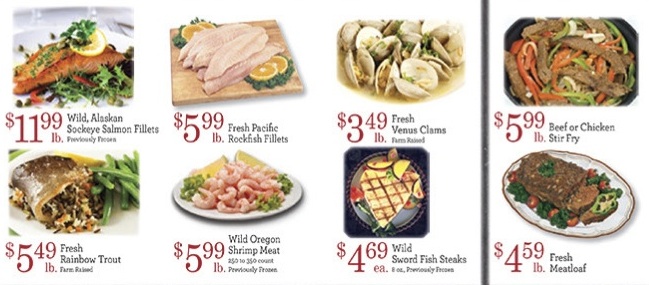 $11.99 lb.
Wild, Alaskan
Sockeye Salmon Fillets
Previously Frozen
$5.99 lb.
Fresh Pacific
Rockfish Fillets
$3.49 lb.
Fresh
Venus Clams
Farm Raised
$5.99 lb.
Beef or Chicken
Stir Fry
$5.49 lb.
Fresh
Rainbow Trout
Farm Raised
$5.99 lb.
Wild Oregon
Shrimp Meat
250 to 350 count
Previously Frozen
$4.69 ea.
Wild
Sword Fish Steaks
8 oz., Previously Frozen
$4.59 lb.
Fresh
Meatloaf